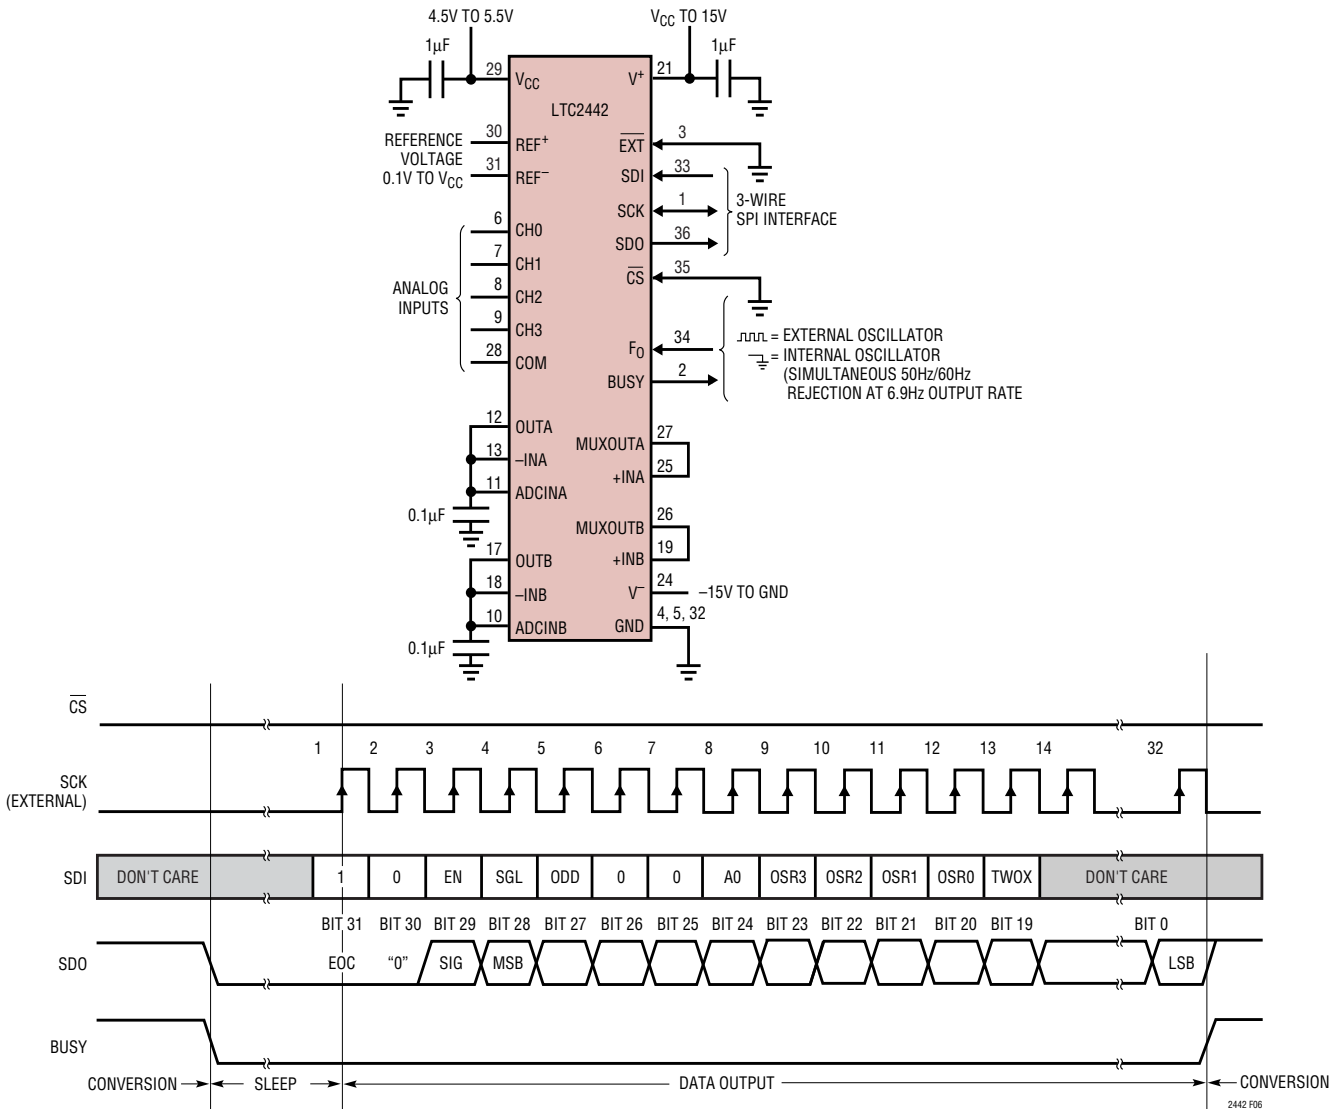 4.5V TO 5.5V
VCC TO 15V
1µF
1µF
29
VCC
V+
21
LTC2442
REFERENCE
VOLTAGE
0.1V TO VCC
30
REF+
31
REF–
EXT
3
SDI
33
SCK
1
SDO
36
3-WIRE
SPI INTERFACE
CS
35
ANALOG
INPUTS
6
CH0
7
CH1
8
CH2
9
CH3
28
COM
FO
34
BUSY
2
= EXTERNAL OSCILLATOR
= INTERNAL OSCILLATOR
(SIMULTANEOUS 50Hz/60Hz
REJECTION AT 6.9Hz OUTPUT RATE
12
OUTA
13
–INA
11
ADCINA
0.1µF
MUXOUTA
27
+INA
25
MUXOUTB
26
+INB
19
17
OUTB
18
–INB
10
ADCINB
0.1µF
V–
24
–15V TO GND
GND
4, 5, 32
CS
1 2 3 4 5 6 7 8 9 10 11 12 13 14 32
SCK
(EXTERNAL)
SDI DON'T CARE 1 0 EN SGL ODD 0 0 A0 OSR3 OSR2 OSR1 OSR0 TWOX DON'T CARE
BIT 31 BIT 30 BIT 29 BIT 28 BIT 27 BIT 26 BIT 25 BIT 24 BIT 23 BIT 22 BIT 21 BIT 20 BIT 19 BIT 0
SDO EOC “0” SIG MSB LSB
BUSY
CONVERSION SLEEP DATA OUTPUT CONVERSION
2442 F06